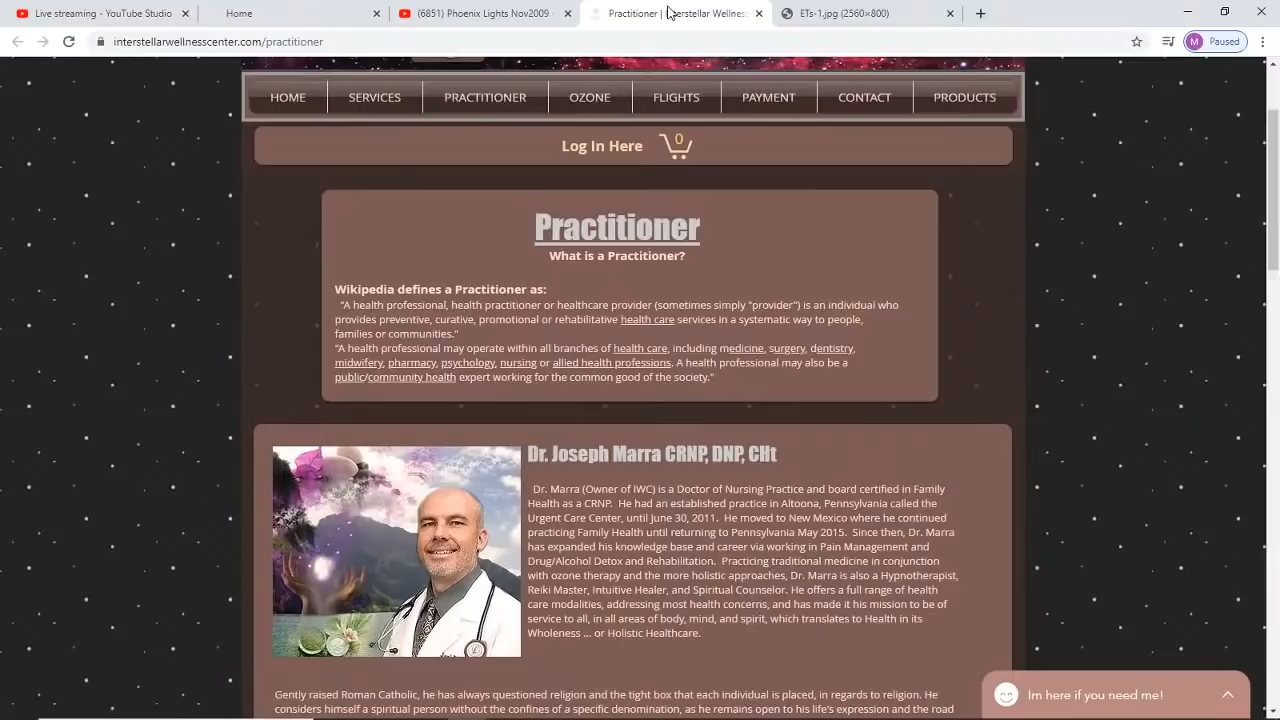 Live streaming - YouTube Studio
Home
(6851) Phoenix Lights Nov2009 -
Practitioner | Interstellar Wellness
ETs-1.jpg (2560×800)
interstellarwellnesscenter.com/practitioner
M Paused
HOME SERVICES PRACTITIONER OZONE FLIGHTS PAYMENT CONTACT PRODUCTS
Log In Here 0
Practitioner
What is a Practitioner?
Wikipedia defines a Practitioner as:
"A health professional, health practitioner or healthcare provider (sometimes simply "provider") is an individual who
provides preventive, curative, promotional or rehabilitative health care services in a systematic way to people,
families or communities."
"A health professional may operate within all branches of health care, including medicine, surgery, dentistry,
midwifery, pharmacy, psychology, nursing or allied health professions. A health professional may also be a
public/community health expert working for the common good of the society."
Dr. Joseph Marra CRNP, DNP, CHt
Dr. Marra (Owner of IWC) is a Doctor of Nursing Practice and board certified in Family
Health as a CRNP. He had an established practice in Altoona, Pennsylvania called the
Urgent Care Center, until June 30, 2011. He moved to New Mexico where he continued
practicing Family Health until returning to Pennsylvania May 2015. Since then, Dr. Marra
has expanded his knowledge base and career via working in Pain Management and
Drug/Alcohol Detox and Rehabilitation. Practicing traditional medicine in conjunction
with ozone therapy and the more holistic approaches, Dr. Marra is also a Hypnotherapist,
Reiki Master, Intuitive Healer, and Spiritual Counselor. He offers a full range of health
care modalities, addressing most health concerns, and has made it his mission to be of
service to all, in all areas of body, mind, and spirit, which translates to Health in its
Wholeness ... or Holistic Healthcare.
Gently raised Roman Catholic, he has always questioned religion and the tight box that each individual is placed, in regards to religion. He
considers himself a spiritual person without the confines of a specific denomination, as he remains open to his life's expression and the road
Im here if you need me!